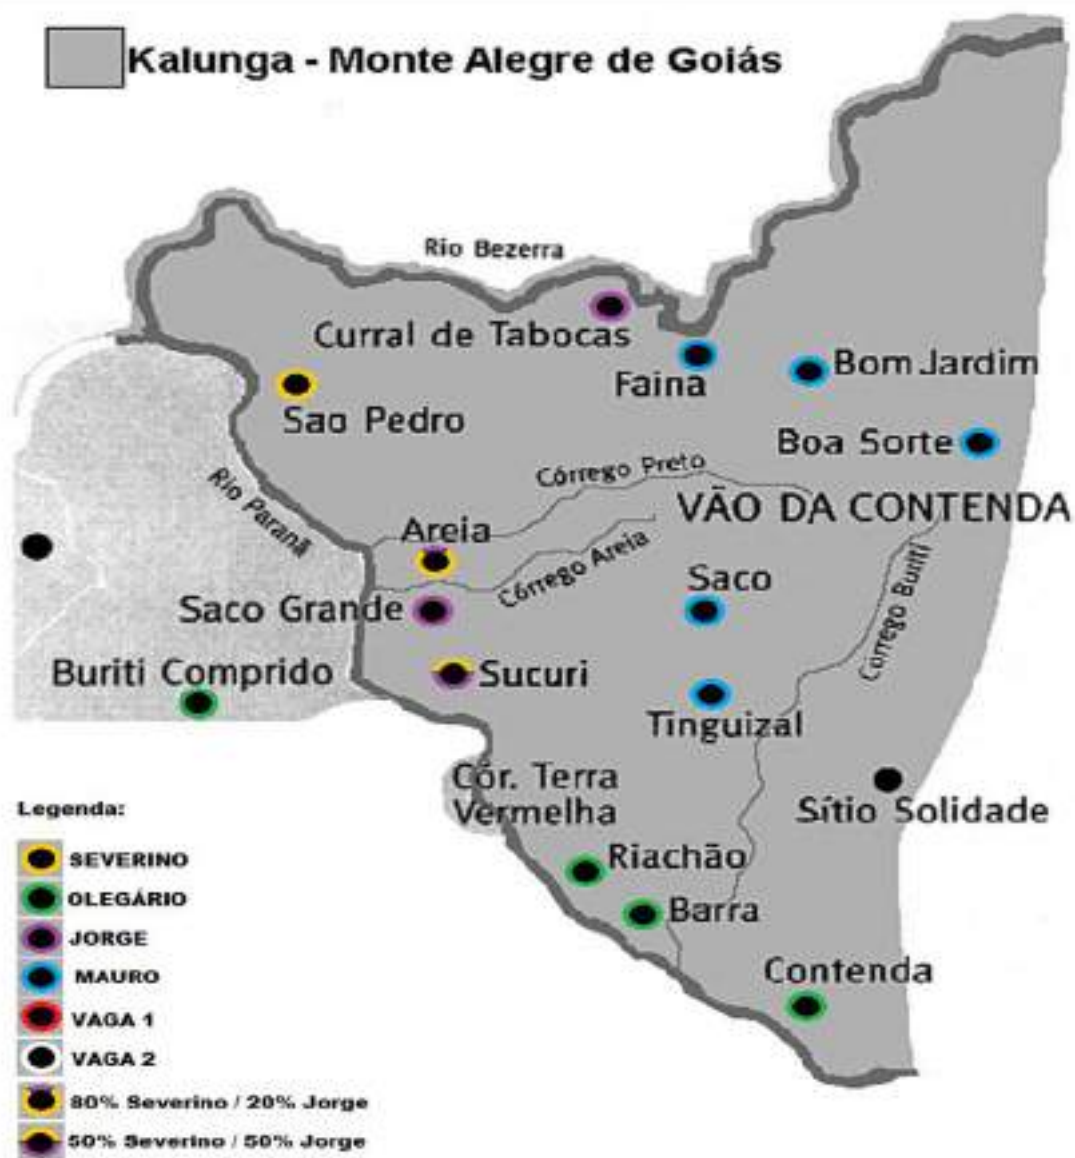 Kalunga - Monte Alegre de Goiás
Rio Bezerra
Curral de Tabocas
Faina
Bom Jardim
Sao Pedro
Boa Sorte
Córrego Preto
Rio Paranã
VÃO DA CONTENDA
Areia
Córrego Areia
Saco
Córrego Buriti
Saco Grande
Buriti Comprido
Sucuri
Tinguizal
Cór. Terra
Vermelha
Sítio Solidade
Riachão
Barra
Contenda
Legenda:
SEVERINO
OLEGÁRIO
JORGE
MAURO
VAGA 1
VAGA 2
80% Severino / 20% Jorge
50% Severino / 50% Jorge